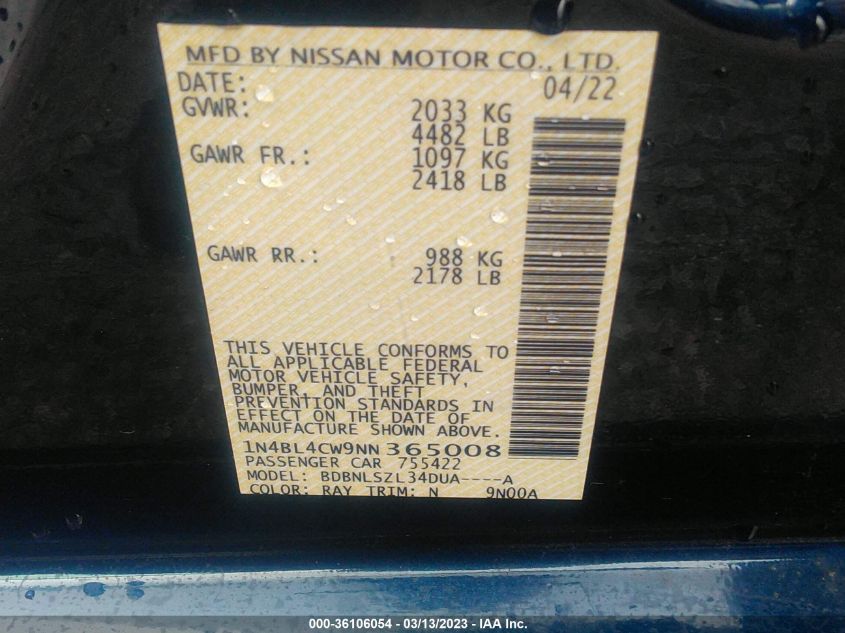 MFD BY NISSAN MOTOR CO., LTD.
DATE: 04/22
GVWR: 2033 KG
4482 LB
GAWR FR.: 1097 KG
2418 LB
GAWR RR.: 988 KG
2178 LB
THIS VEHICLE CONFORMS TO
ALL APPLICABLE FEDERAL
MOTOR VEHICLE SAFETY,
BUMPER, AND THEFT
PREVENTION STANDARDS IN
EFFECT ON THE DATE OF
MANUFACTURE SHOWN ABOVE.
1N4BL4CW9NN365008
PASSENGER CAR 755422
MODEL: BDBNLSZL34DUA----A
COLOR: RAY TRIM: N 9N00A
000-36106054 - 03/13/2023 - IAA Inc.